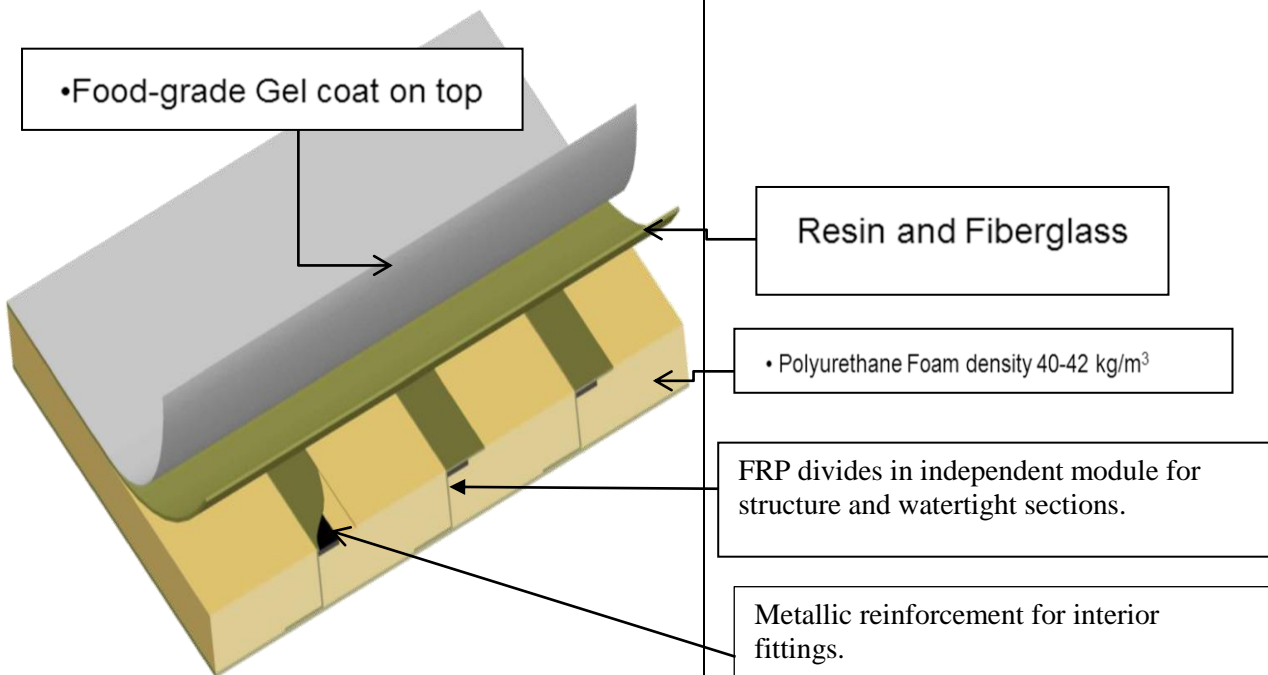 •Food-grade Gel coat on top
Resin and Fiberglass
• Polyurethane Foam density 40-42 kg/m³
FRP divides in independent module for
structure and watertight sections.
Metallic reinforcement for interior
fittings.